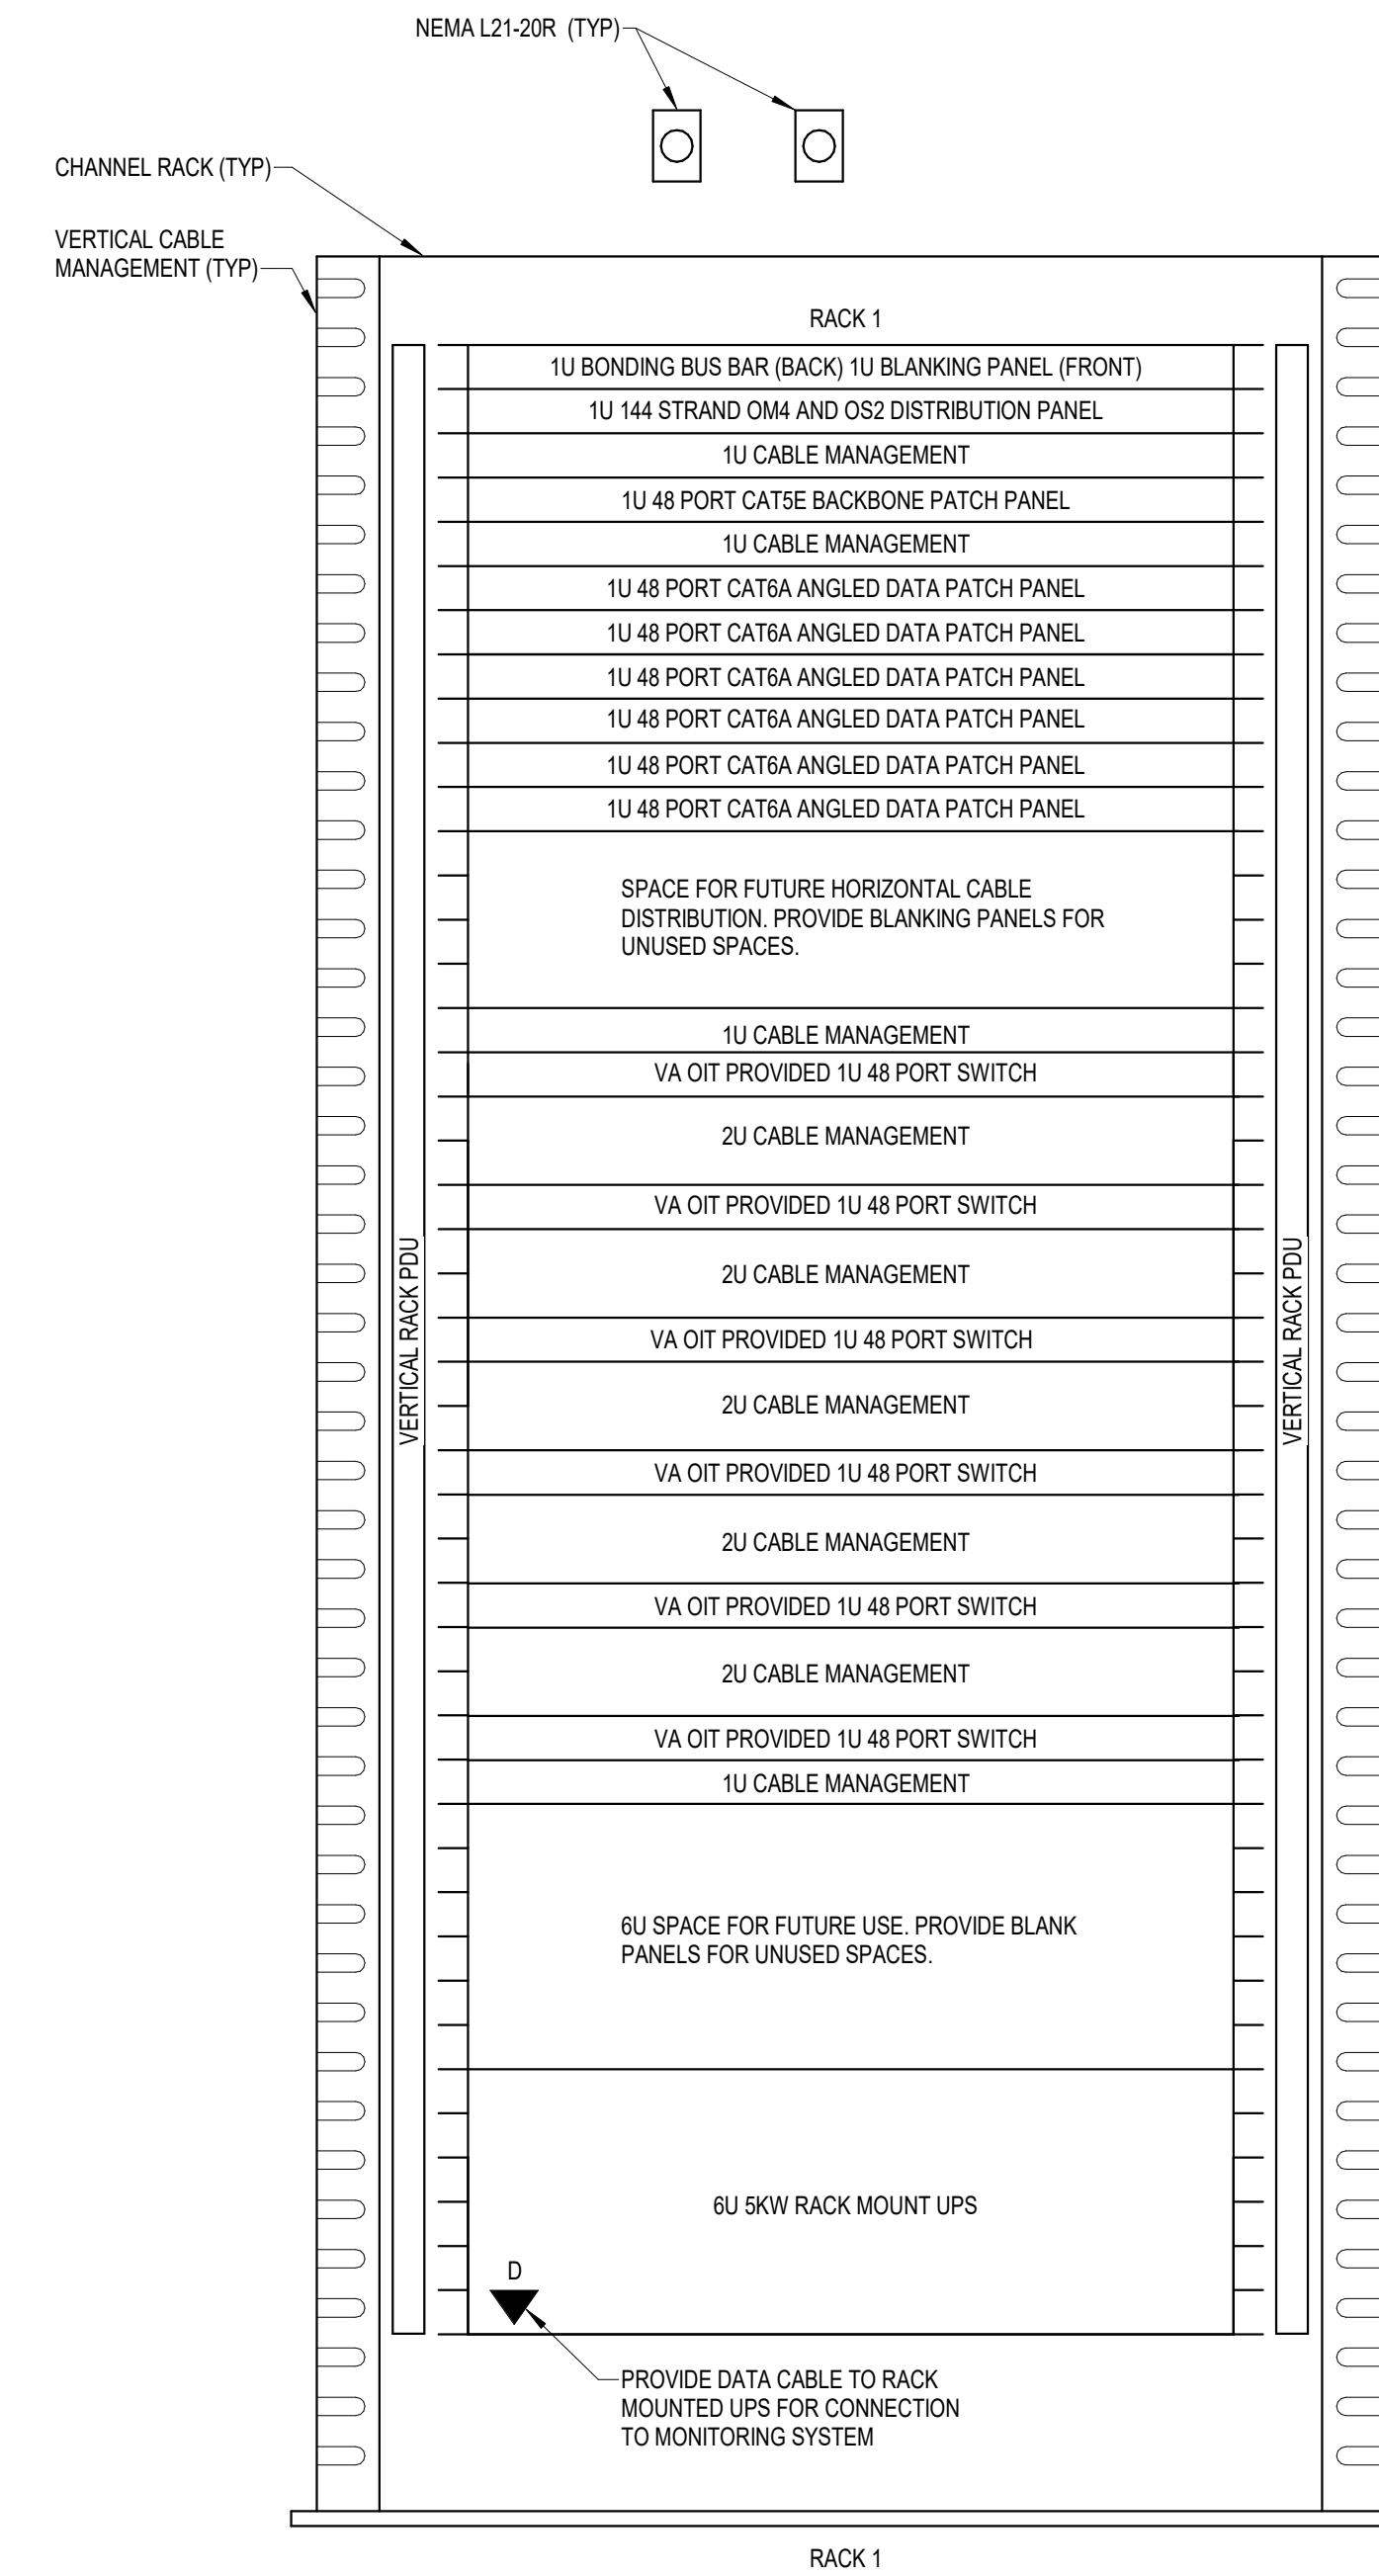 NEMA L21-20R (TYP)
CHANNEL RACK (TYP)
VERTICAL CABLE
MANAGEMENT (TYP)
RACK 1
1U BONDING BUS BAR (BACK) 1U BLANKING PANEL (FRONT)
1U 144 STRAND OM4 AND OS2 DISTRIBUTION PANEL
1U CABLE MANAGEMENT
1U 48 PORT CAT5E BACKBONE PATCH PANEL
1U CABLE MANAGEMENT
1U 48 PORT CAT6A ANGLED DATA PATCH PANEL
1U 48 PORT CAT6A ANGLED DATA PATCH PANEL
1U 48 PORT CAT6A ANGLED DATA PATCH PANEL
1U 48 PORT CAT6A ANGLED DATA PATCH PANEL
1U 48 PORT CAT6A ANGLED DATA PATCH PANEL
1U 48 PORT CAT6A ANGLED DATA PATCH PANEL
SPACE FOR FUTURE HORIZONTAL CABLE
DISTRIBUTION. PROVIDE BLANKING PANELS FOR
UNUSED SPACES.
1U CABLE MANAGEMENT
VA OIT PROVIDED 1U 48 PORT SWITCH
2U CABLE MANAGEMENT
VA OIT PROVIDED 1U 48 PORT SWITCH
2U CABLE MANAGEMENT
VA OIT PROVIDED 1U 48 PORT SWITCH
2U CABLE MANAGEMENT
VA OIT PROVIDED 1U 48 PORT SWITCH
2U CABLE MANAGEMENT
VA OIT PROVIDED 1U 48 PORT SWITCH
2U CABLE MANAGEMENT
VA OIT PROVIDED 1U 48 PORT SWITCH
1U CABLE MANAGEMENT
6U SPACE FOR FUTURE USE. PROVIDE BLANK
PANELS FOR UNUSED SPACES.
6U 5KW RACK MOUNT UPS
D
VERTICAL RACK PDU
VERTICAL RACK PDU
PROVIDE DATA CABLE TO RACK
MOUNTED UPS FOR CONNECTION
TO MONITORING SYSTEM
RACK 1